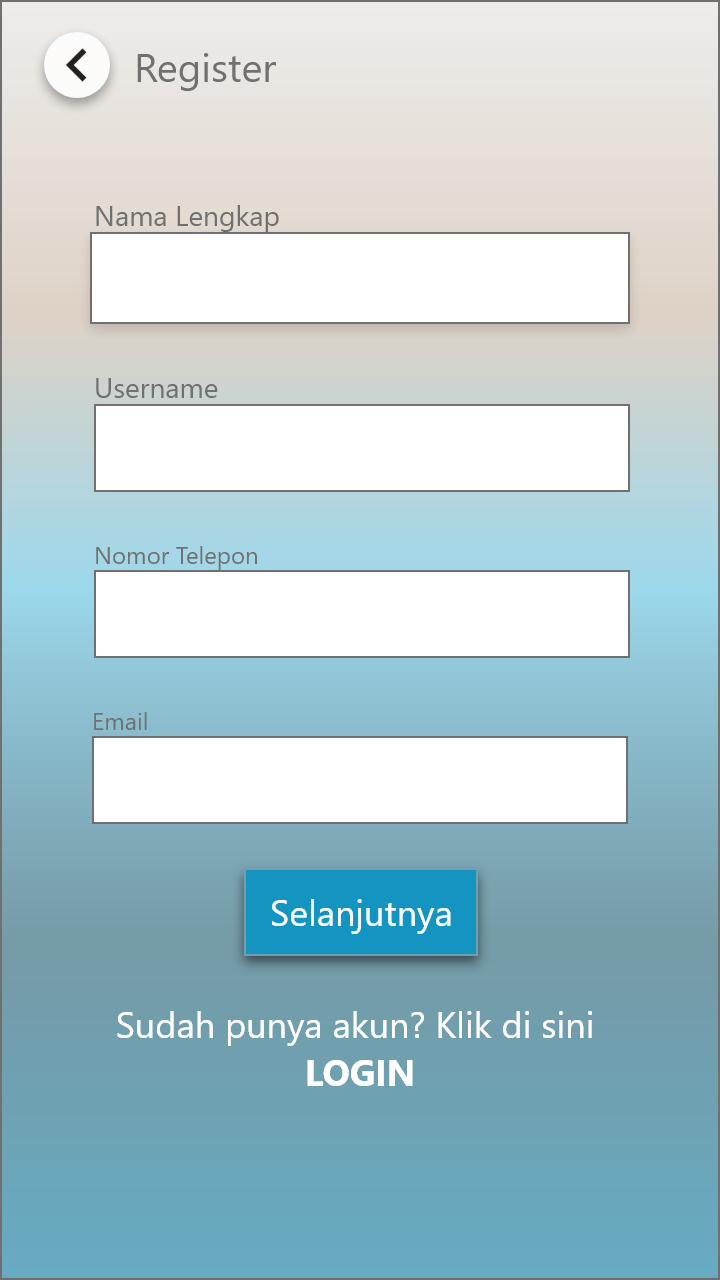 Register
Nama Lengkap
Username
Nomor Telepon
Email
Selanjutnya
Sudah punya akun? Klik di sini
LOGIN